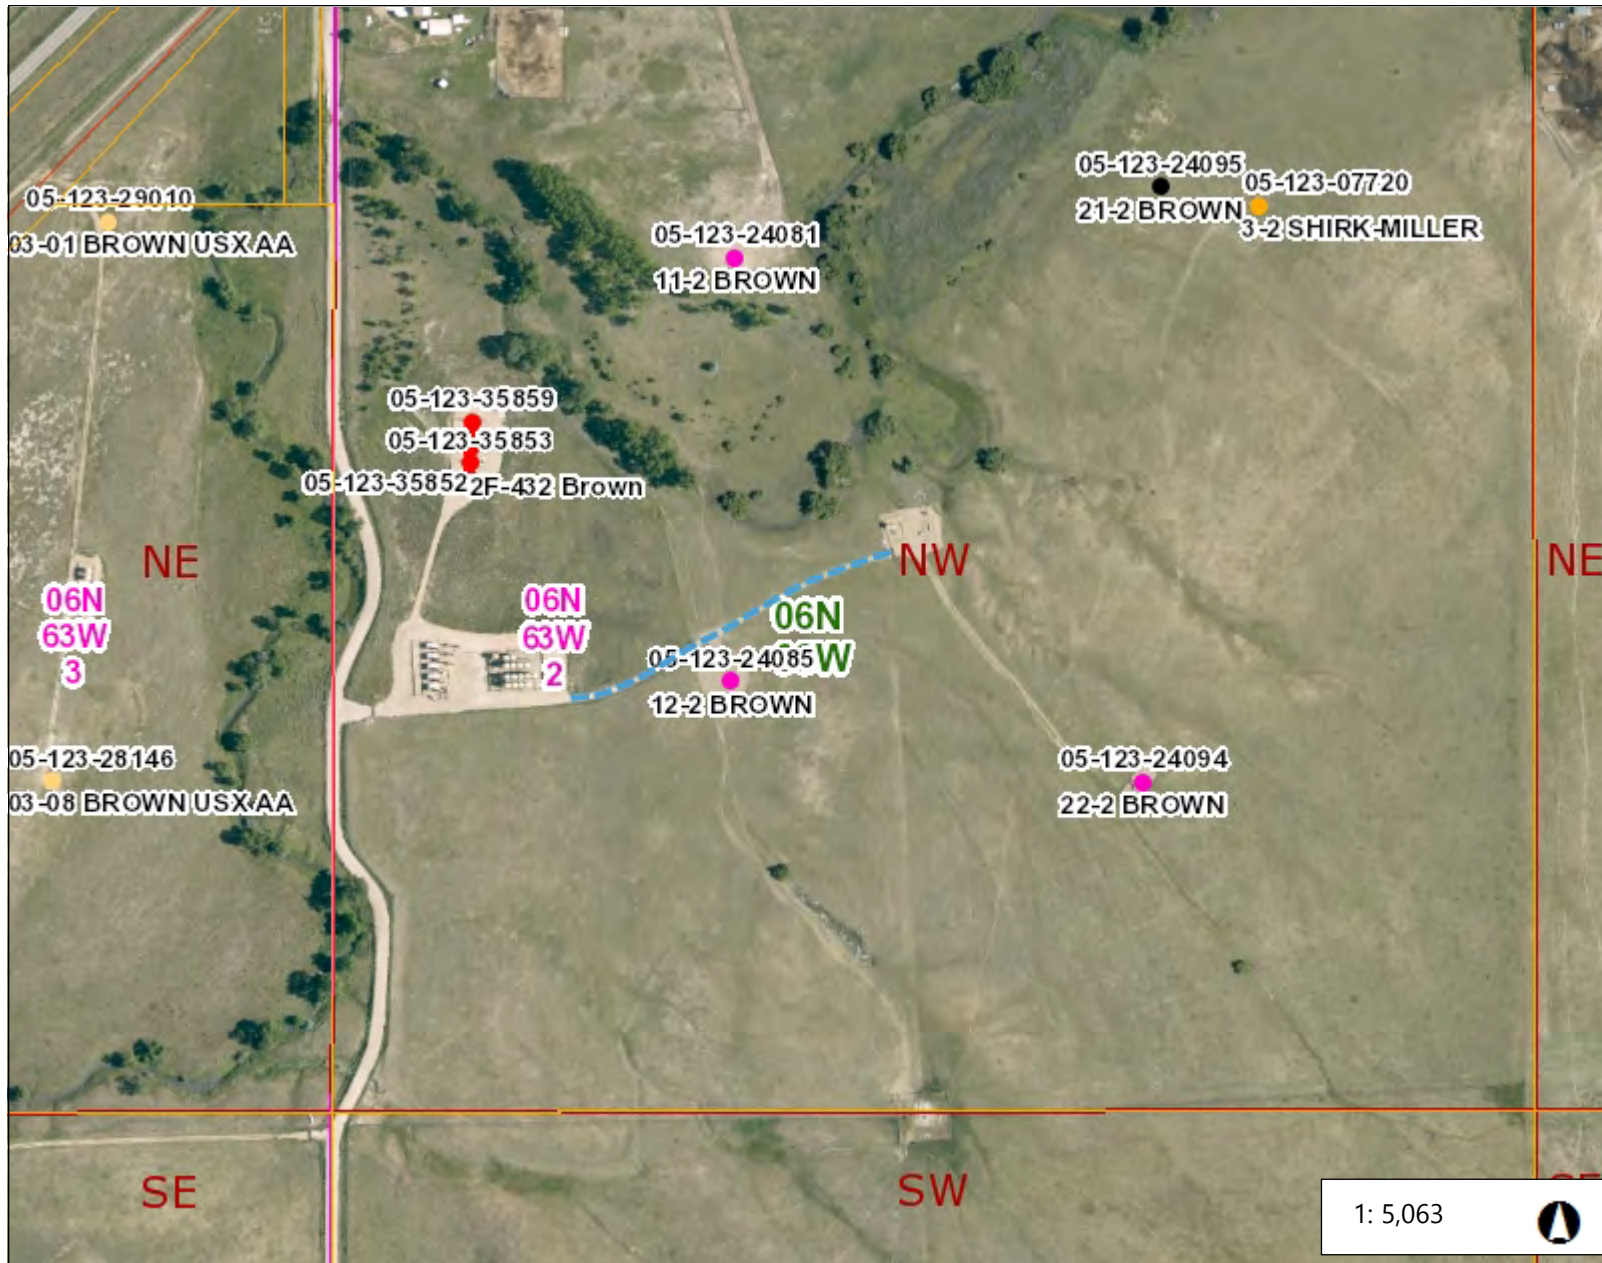 05-123-24095
05-123-07720
21-2 BROWN
3-2 SHIRK-MILLER
05-123-29010
03-01 BROWN USX AA
05-123-24081
11-2 BROWN
05-123-35859
05-123-35853
05-123-35852
2F-432 Brown
NE
NW
NE
06N
63W
3
06N
63W
2
06N
W
05-123-24085
12-2 BROWN
05-123-28146
03-08 BROWN USX AA
05-123-24094
22-2 BROWN
SE
SW
1: 5,063